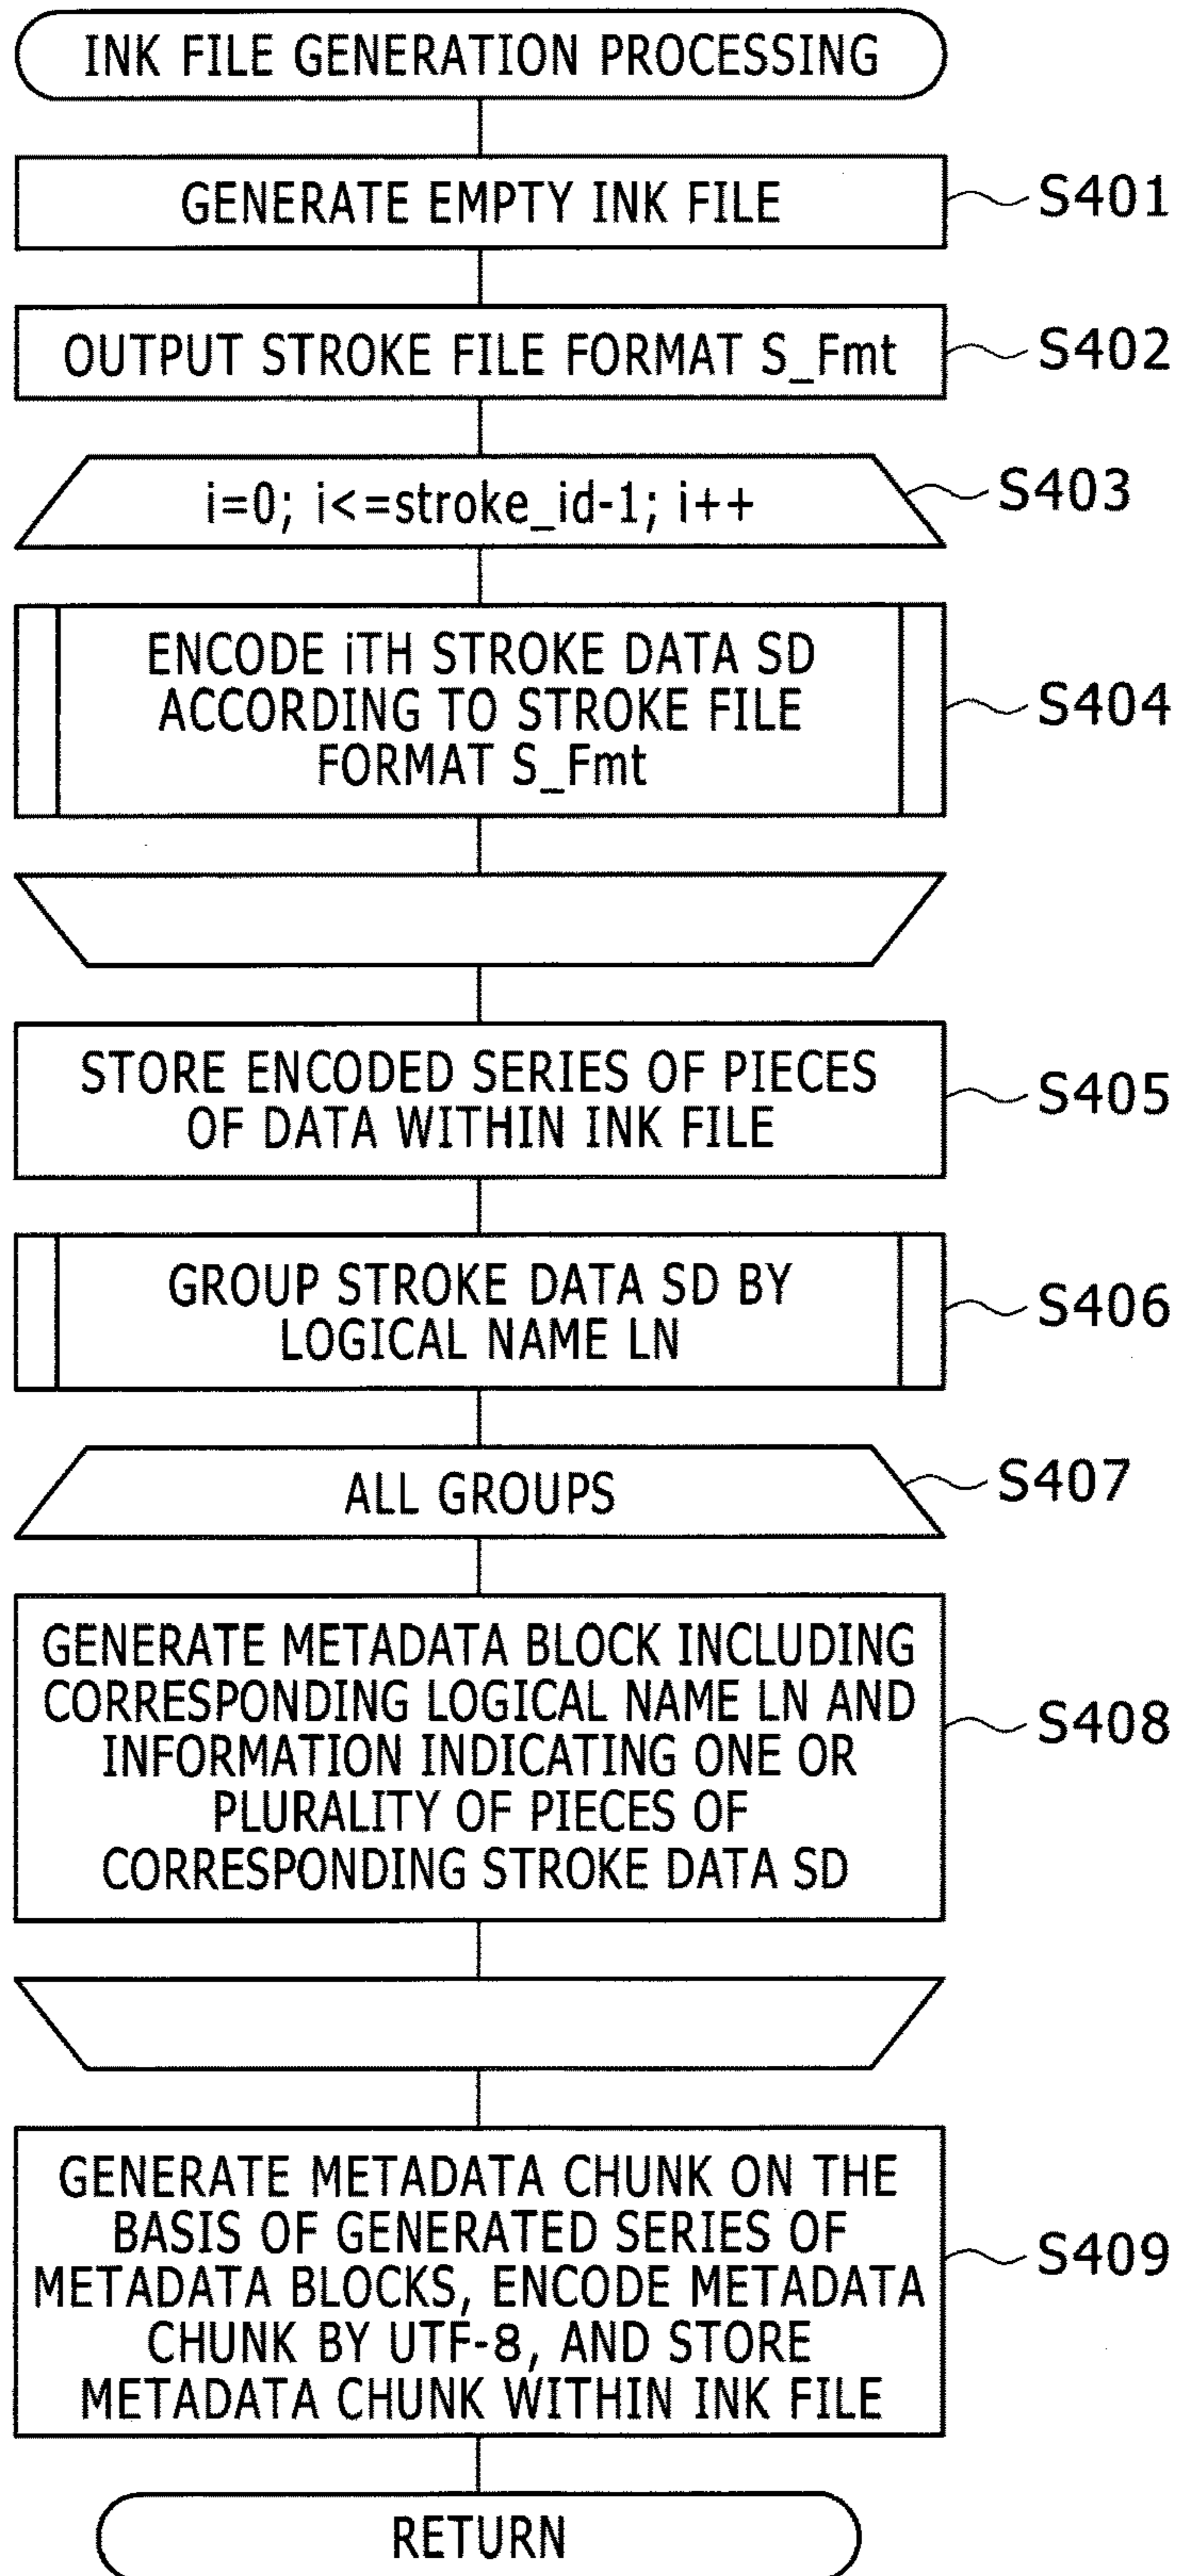 INK FILE GENERATION PROCESSING
GENERATE EMPTY INK FILE
S401
OUTPUT STROKE FILE FORMAT S_Fmt
S402
i=0; i<=stroke_id-1; i++
S403
ENCODE iTH STROKE DATA SD
ACCORDING TO STROKE FILE
FORMAT S_Fmt
S404
STORE ENCODED SERIES OF PIECES
OF DATA WITHIN INK FILE
S405
GROUP STROKE DATA SD BY
LOGICAL NAME LN
S406
ALL GROUPS
S407
GENERATE METADATA BLOCK INCLUDING
CORRESPONDING LOGICAL NAME LN AND
INFORMATION INDICATING ONE OR
PLURALITY OF PIECES OF
CORRESPONDING STROKE DATA SD
S408
GENERATE METADATA CHUNK ON THE
BASIS OF GENERATED SERIES OF
METADATA BLOCKS, ENCODE METADATA
CHUNK BY UTF-8, AND STORE
METADATA CHUNK WITHIN INK FILE
S409
RETURN